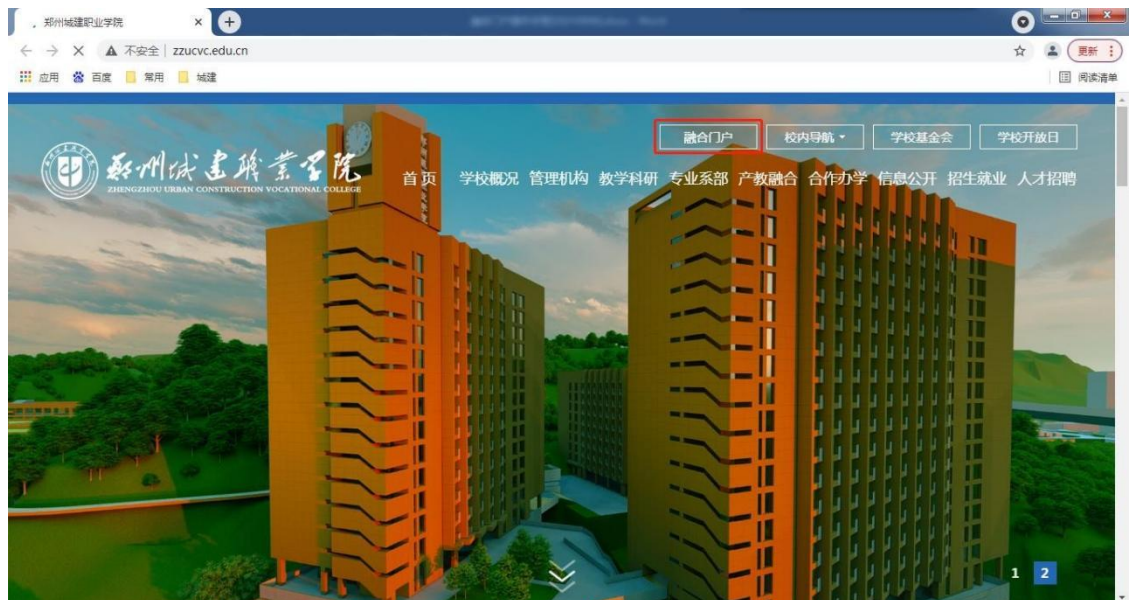 郑州城建职业学院
不安全 | zzucvc.edu.cn
更新
应用 百度 常用 城建
阅读清单
融合门户 校内导航 学校基金会 学校开放日
郑州城建職業学院
ZHENGZHOU URBAN CONSTRUCTION VOCATIONAL COLLEGE
首页 学校概况 管理机构 教学科研 专业系部 产教融合 合作办学 信息公开 招生就业 人才招聘
1 2